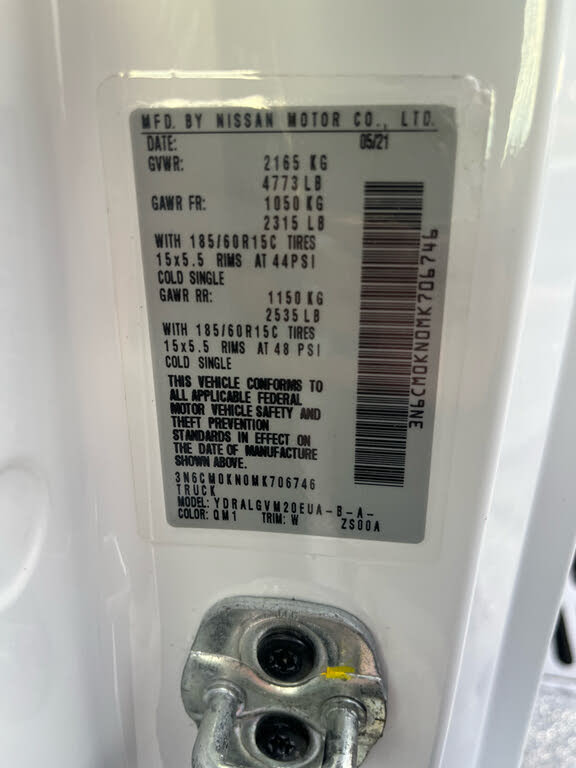 MFD. BY NISSAN MOTOR CO., LTD.
DATE: 05/21
GVWR: 2165 KG
4773 LB
GAWR FR: 1050 KG
2315 LB
WITH 185/60R15C TIRES
15x5.5 RIMS AT 44PSI
COLD SINGLE
GAWR RR: 1150 KG
2535 LB
WITH 185/60R15C TIRES
15x5.5 RIMS AT 48 PSI
COLD SINGLE
THIS VEHICLE CONFORMS TO
ALL APPLICABLE FEDERAL
MOTOR VEHICLE SAFETY AND
THEFT PREVENTION
STANDARDS IN EFFECT ON
THE DATE OF MANUFACTURE
SHOWN ABOVE.
3N6CM0KN0MK706746
TRUCK
MODEL: YDRALGVM20EUA-B-A-
COLOR: QM1 TRIM: W ZS00A
3N6CM0KN0MK706746